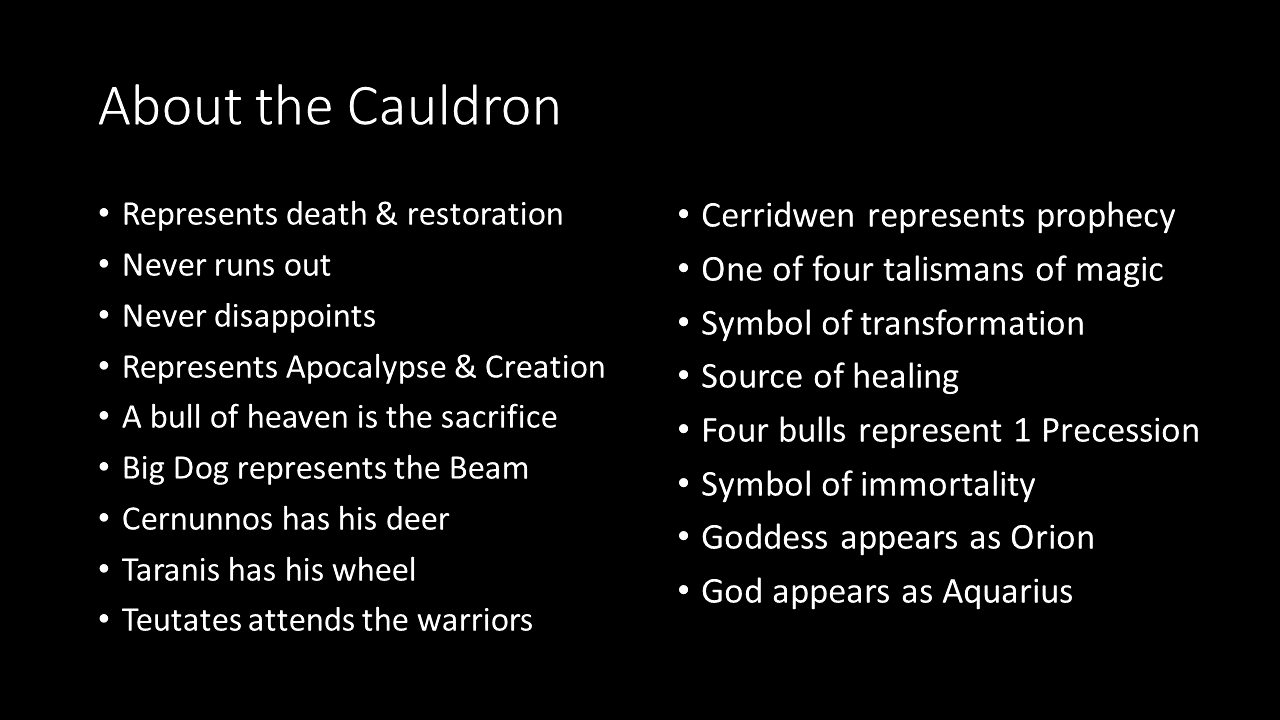 About the Cauldron
• Represents death & restoration
• Never runs out
• Never disappoints
• Represents Apocalypse & Creation
• A bull of heaven is the sacrifice
• Big Dog represents the Beam
• Cernunnos has his deer
• Taranis has his wheel
• Teutates attends the warriors
• Cerridwen represents prophecy
• One of four talismans of magic
• Symbol of transformation
• Source of healing
• Four bulls represent 1 Precession
• Symbol of immortality
• Goddess appears as Orion
• God appears as Aquarius